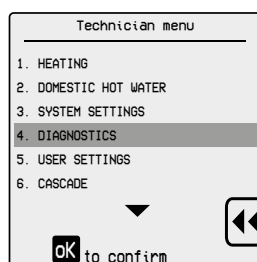 Technician menu
1. HEATING
2. DOMESTIC HOT WATER
3. SYSTEM SETTINGS
4. DIAGNOSTICS
5. USER SETTINGS
6. CASCADE
OK to confirm